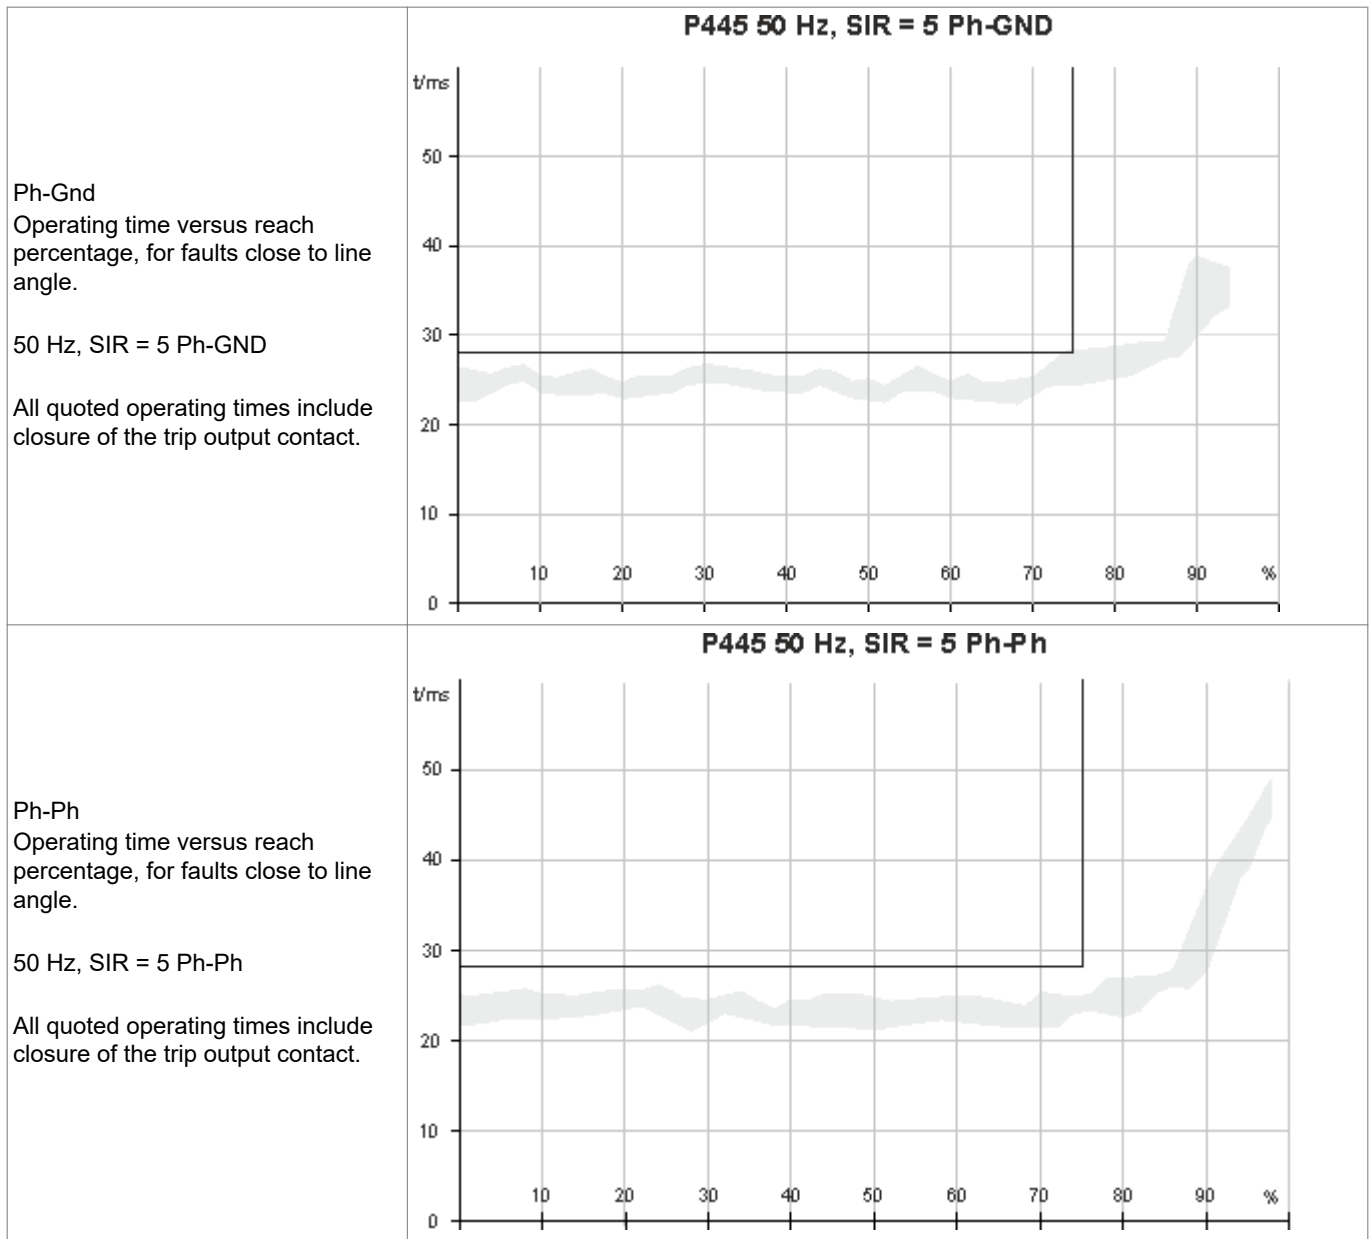 P445 50 Hz, SIR = 5 Ph-GND
Ph-Gnd
Operating time versus reach
percentage, for faults close to line
angle.
50 Hz, SIR = 5 Ph-GND
All quoted operating times include
closure of the trip output contact.
t/ms
50
40
30
20
10
0
10 20 30 40 50 60 70 80 90 %
P445 50 Hz, SIR = 5 Ph-Ph
Ph-Ph
Operating time versus reach
percentage, for faults close to line
angle.
50 Hz, SIR = 5 Ph-Ph
All quoted operating times include
closure of the trip output contact.
t/ms
50
40
30
20
10
0
10 20 30 40 50 60 70 80 90 %